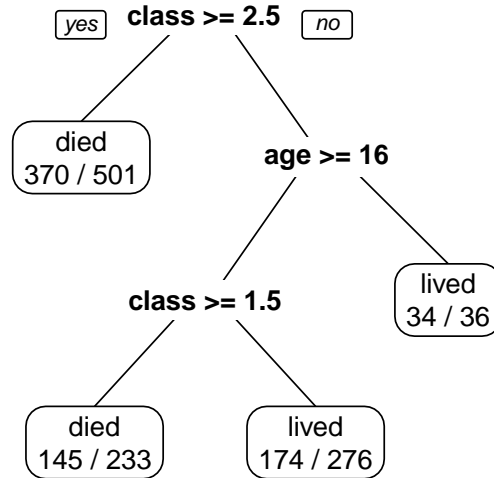 yes class >= 2.5 no
died
370 / 501
age >= 16
lived
34 / 36
class >= 1.5
died
145 / 233
lived
174 / 276